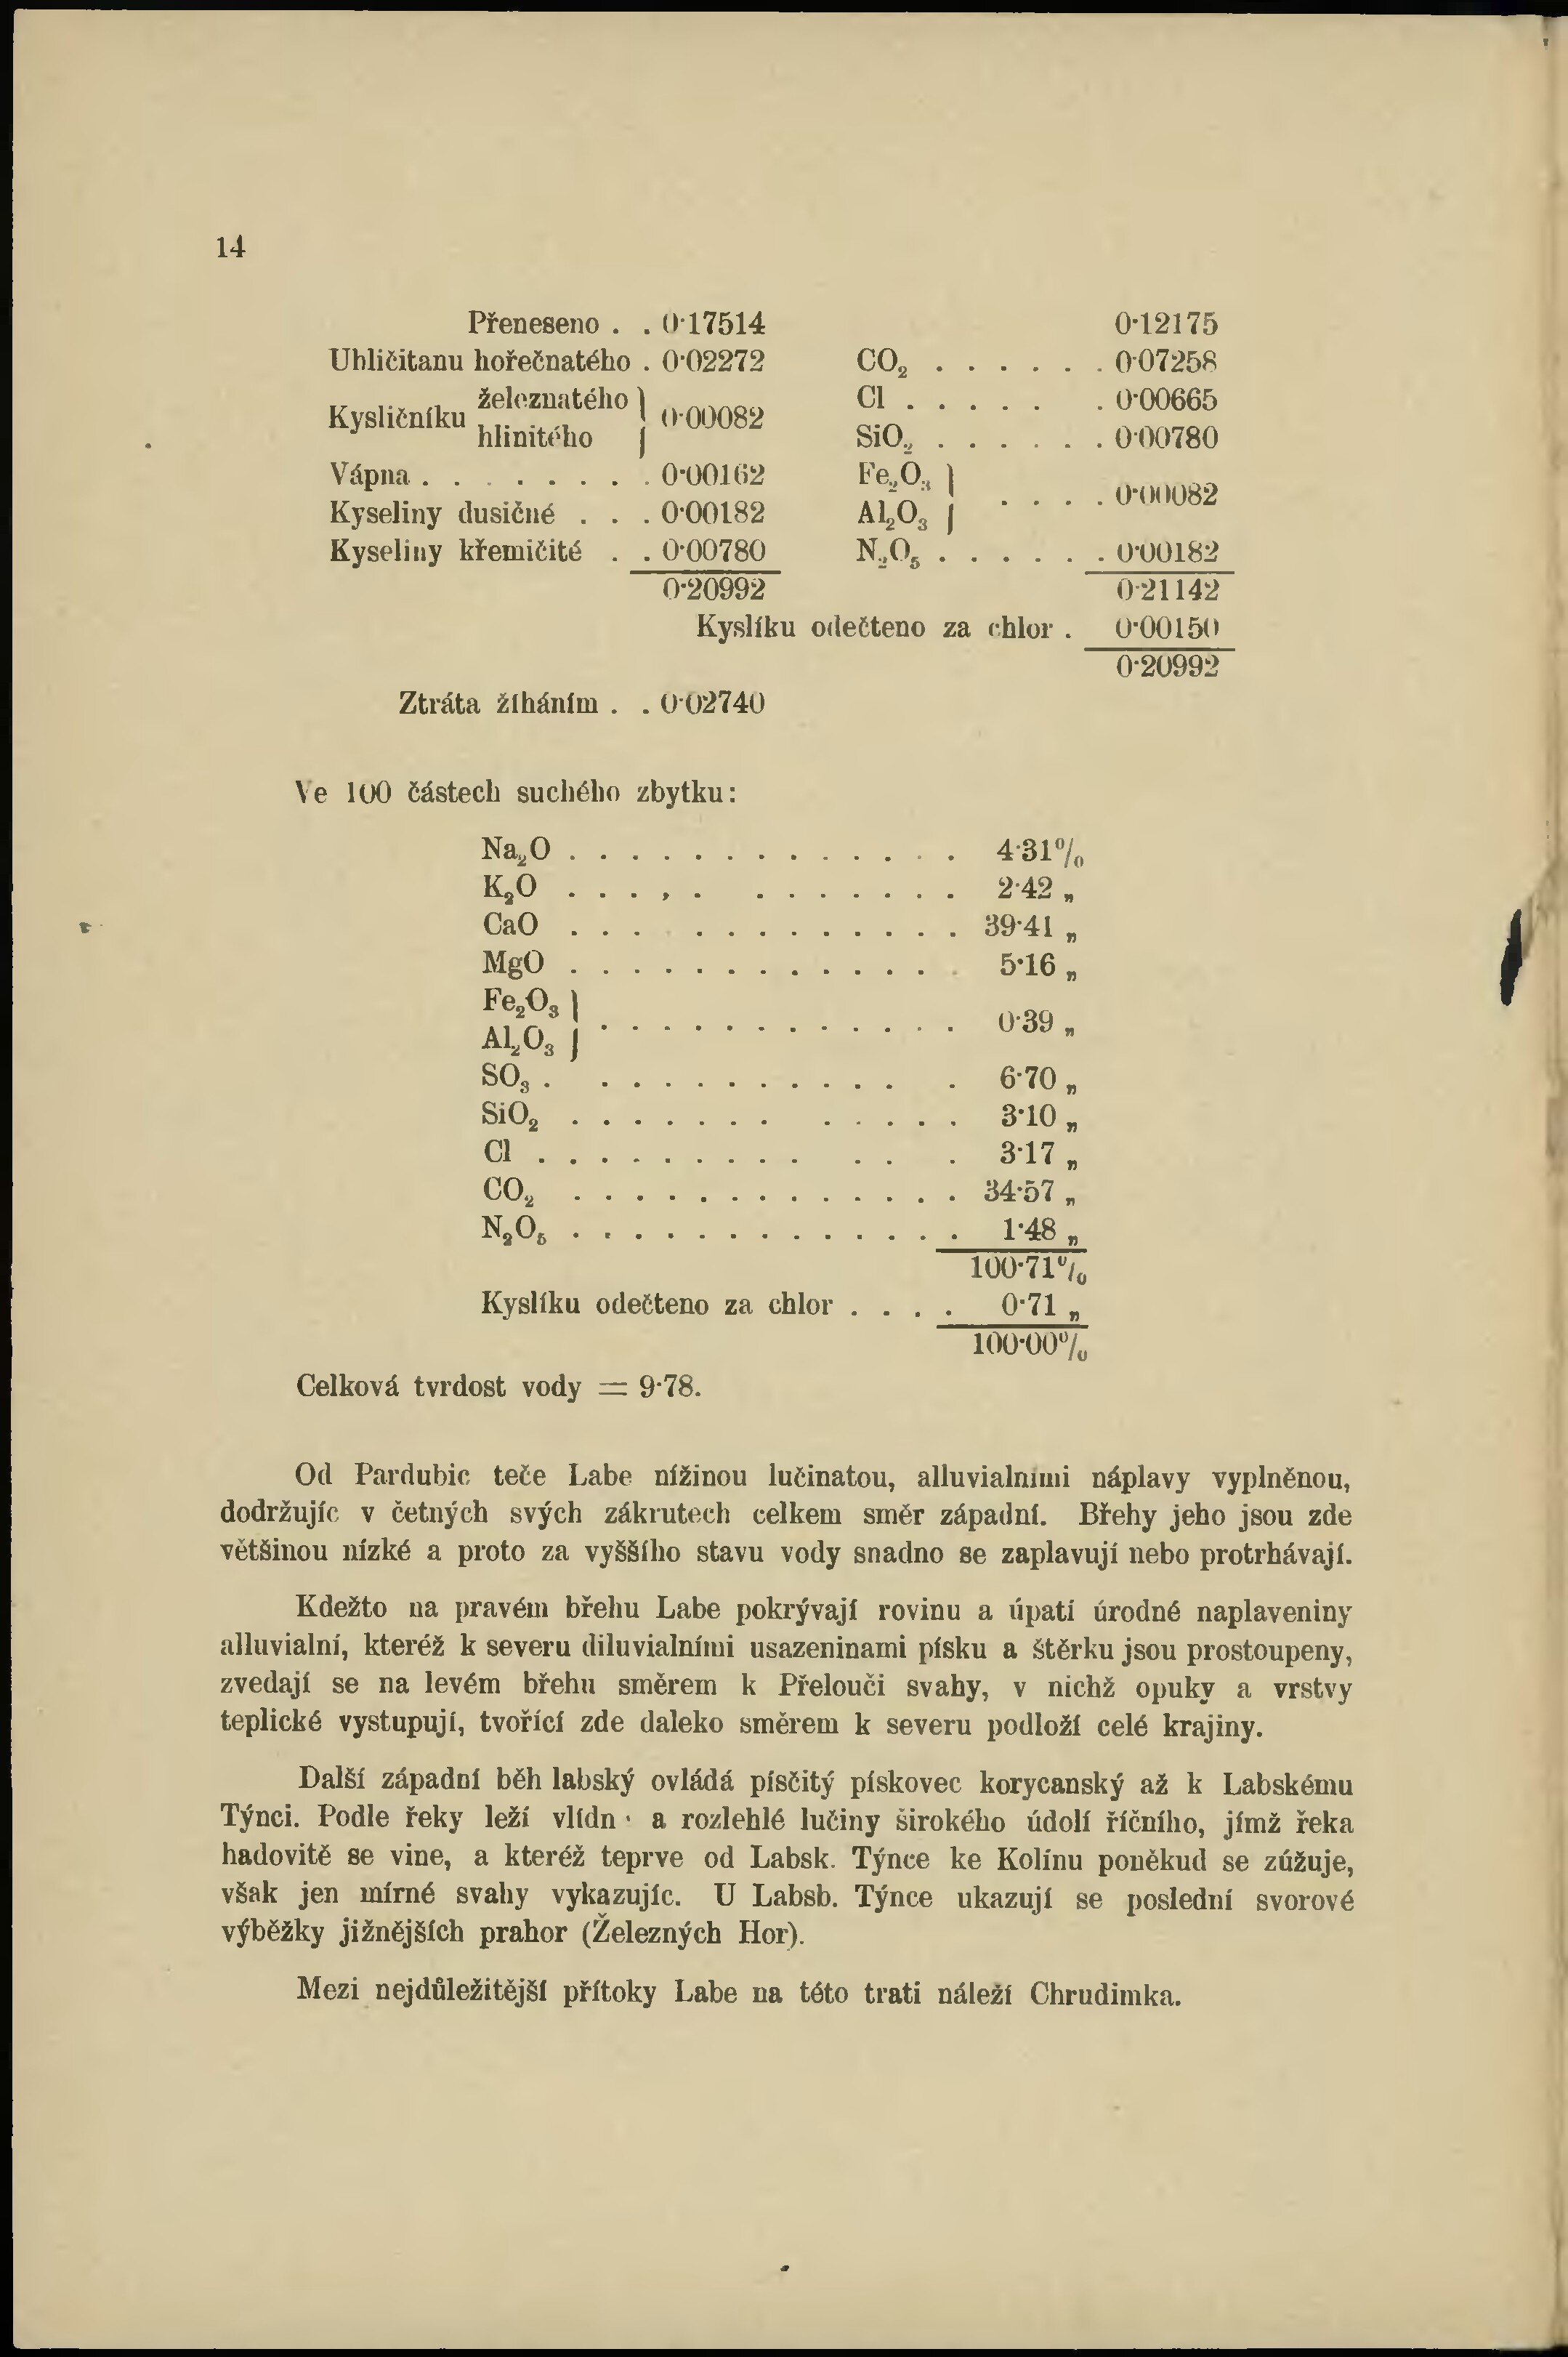 14
Přeneseno . . 0·17514 0·12175
Uhličitanu hořečnatého . 0·02272 CO₂ . . . . . . 0·07258
Kysličníku železnatého } 0·00082 Cl . . . . . . 0·00665
hlinitého } SiO₂ . . . . . . 0·00780
Vápna . . . . . . . . 0·00162 Fe₂O₃ }
Kyseliny dusičné . . . 0·00182 Al₂O₃ } . . . . 0·00082
Kyseliny křemičité . . 0·00780 N₂O₅ . . . . . . 0·00182
0·20992 0·21142
Kyslíku odečteno za chlor . 0·00150
0·20992
Ztráta žíháním . . 0·02740
Ve 100 částech suchého zbytku:
Na₂O . . . . . . . . . . . . . 4·31%
K₂O . . . , . . . . . . . . 2·42 „
CaO . . . . . . . . . . . . 39·41 „
MgO . . . . . . . . . . . . . 5·16 „
Fe₂O₃ }
Al₂O₃ } . . . . . . . . . . . . 0·39 „
SO₃ . . . . . . . . . . . . 6·70 „
SiO₂ . . . . . . . . . . . . 3·10 „
Cl . . . . . . . . . . . . 3·17 „
CO₂ . . . . . . . . . . . . . 34·57 „
N₂O₅ . . . . . . . . . . . . . 1·48 „
100·71%
Kyslíku odečteno za chlor . . . . 0·71 „
100·00%
Celková tvrdost vody = 9·78.
Od Pardubic teče Labe nížinou lučinatou, alluvialními náplavy vyplněnou,
dodržujíc v četných svých zákrutech celkem směr západní. Břehy jeho jsou zde
většinou nízké a proto za vyššího stavu vody snadno se zaplavují nebo protrhávají.
Kdežto na pravém břehu Labe pokrývají rovinu a úpatí úrodné naplaveniny
alluvialní, kteréž k severu diluvialními usazeninami písku a štěrku jsou prostoupeny,
zvedají se na levém břehu směrem k Přelouči svahy, v nichž opuky a vrstvy
teplické vystupují, tvořící zde daleko směrem k severu podloží celé krajiny.
Další západní běh labský ovládá písčitý pískovec korycanský až k Labskému
Týnci. Podle řeky leží vlídn· a rozlehlé lučiny širokého údolí říčního, jímž řeka
hadovitě se vine, a kteréž teprve od Labsk. Týnce ke Kolínu poněkud se zúžuje,
však jen mírné svahy vykazujíc. U Labsb. Týnce ukazují se poslední svorové
výběžky jižnějších prahor (Železných Hor).
Mezi nejdůležitější přítoky Labe na této trati náleží Chrudimka.